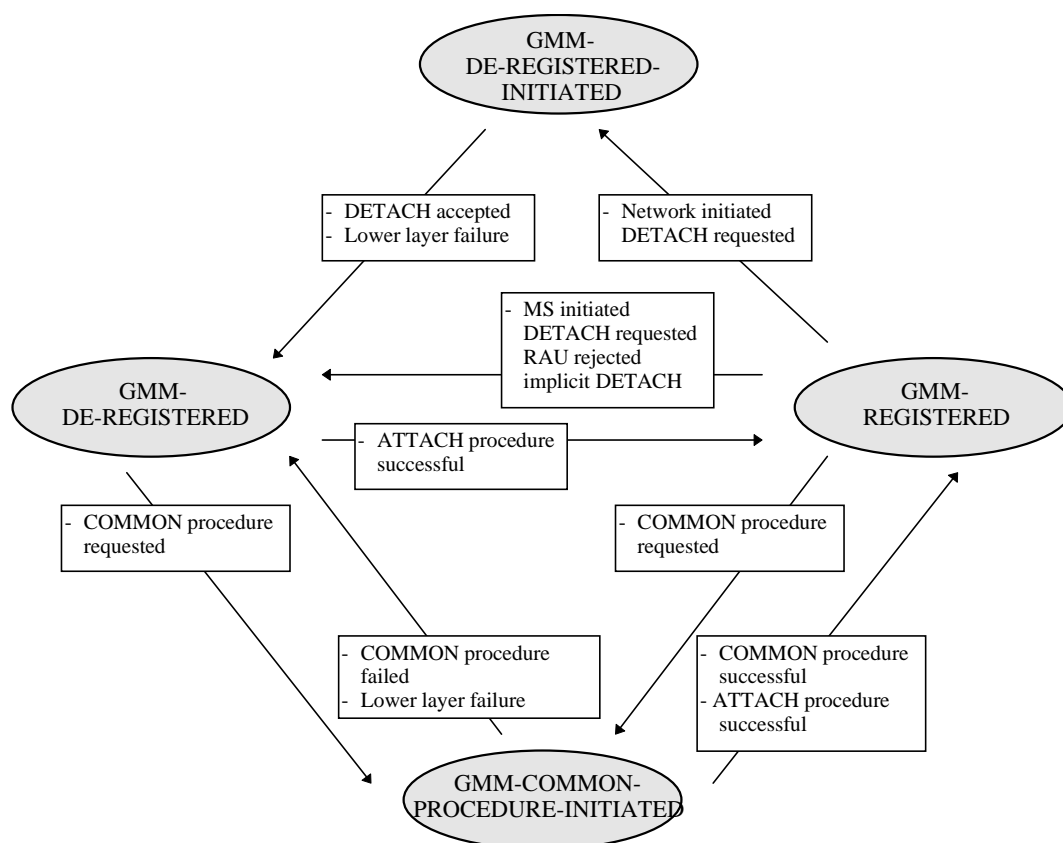 GMM-
DE-REGISTERED-
INITIATED
- DETACH accepted
- Lower layer failure
- Network initiated
DETACH requested
- MS initiated
DETACH requested
RAU rejected
implicit DETACH
GMM-
DE-REGISTERED
GMM-
REGISTERED
- ATTACH procedure
successful
- COMMON procedure
requested
- COMMON procedure
requested
- COMMON procedure
failed
- Lower layer failure
- COMMON procedure
successful
- ATTACH procedure
successful
GMM-COMMON-
PROCEDURE-INITIATED